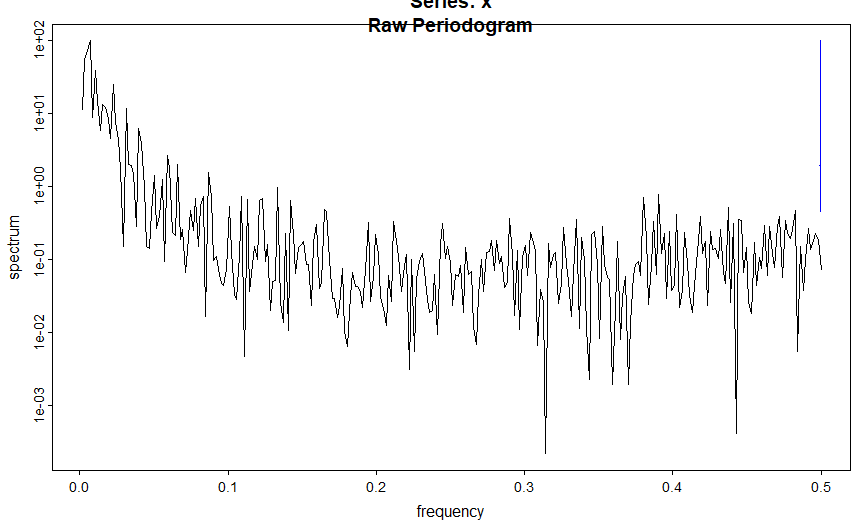 Series: x
Raw Periodogram
1e+02
1e+01
1e+00
1e-01
1e-02
1e-03
spectrum
0.0 0.1 0.2 0.3 0.4 0.5
frequency